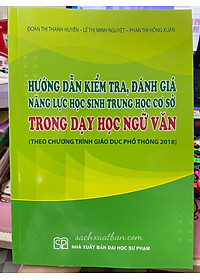 ĐOÀN THỊ THANH HUYỀN - LÊ THỊ MINH NGUYỆT - PHAN THỊ HỒNG XUÂN
HƯỚNG DẪN KIỂM TRA, ĐÁNH GIÁ
NĂNG LỰC HỌC SINH TRUNG HỌC CƠ SỞ
TRONG DẠY HỌC NGỮ VĂN
(THEO CHƯƠNG TRÌNH GIÁO DỤC PHỔ THÔNG 2018)
sachxuatban.com
NHÀ XUẤT BẢN ĐẠI HỌC SƯ PHẠM